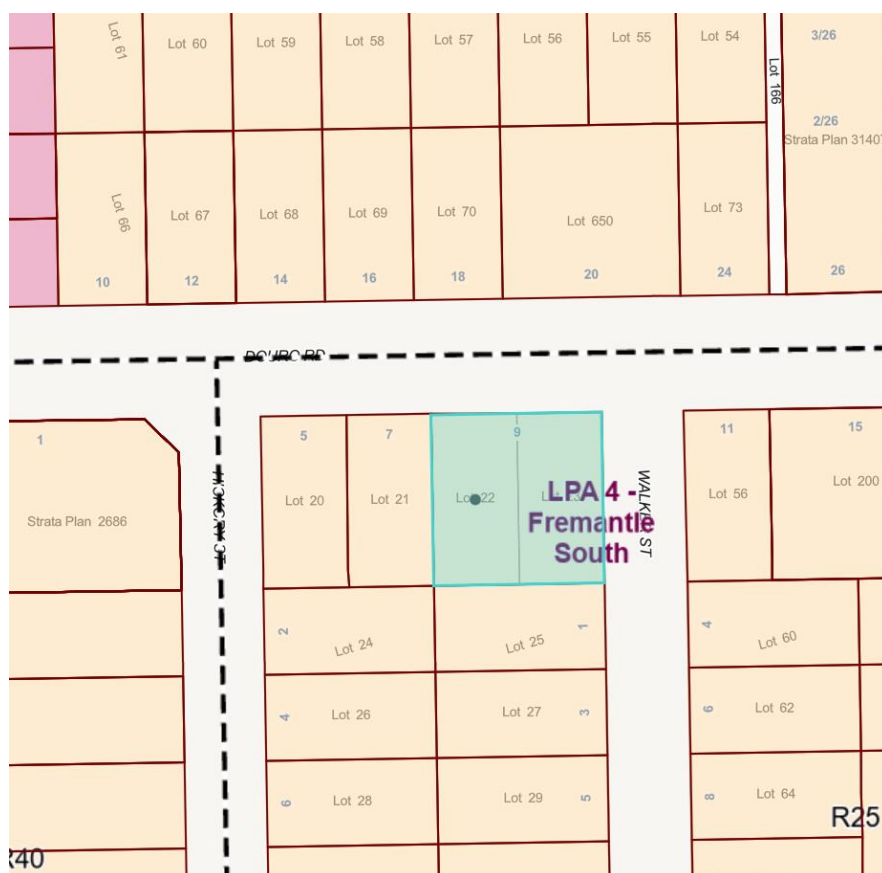 Lot 61
Lot 60
Lot 59
Lot 58
Lot 57
Lot 56
Lot 55
Lot 54
Lot 166
3/26
2/26
Strata Plan 3140
Lot 66
Lot 67
Lot 68
Lot 69
Lot 70
Lot 650
Lot 73
10
12
14
16
18
20
24
26
DOURO RD
1
5
7
9
11
15
Strata Plan 2686
Lot 20
Lot 21
Lot 22
Lot 56
Lot 200
LPA 4 -
Fremantle
South
WALKER ST
2
Lot 24
Lot 25
1
4
Lot 60
4
Lot 26
Lot 27
3
6
Lot 62
6
Lot 28
Lot 29
5
8
Lot 64
R25
R40